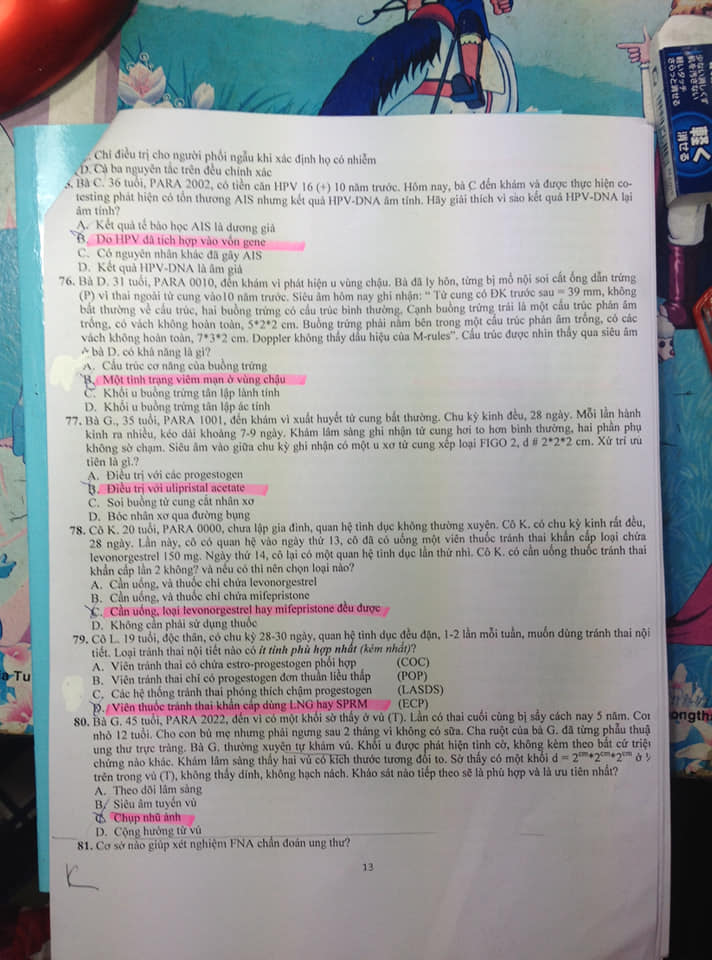 Chỉ điều trị cho người phối ngẫu khi xác định họ có nhiễm
D. Cả ba nguyên tắc trên đều chính xác
Bà C. 36 tuổi, PARA 2002, có tiền căn HPV 16 (+) 10 năm trước. Hôm nay, bà C đến khám và được thực hiện co-
testing phát hiện có tổn thương AIS nhưng kết quả HPV-DNA âm tính. Hãy giải thích vì sao kết quả HPV-DNA lại
âm tính?
A. Kết quả tế bào học AIS là dương giả
B. Do HPV đã tích hợp vào vốn gene
C. Có nguyên nhân khác đã gây AIS
D. Kết quả HPV-DNA là âm giả
76. Bà D. 31 tuổi, PARA 0010, đến khám vì phát hiện u vùng chậu. Bà đã ly hôn, từng bị mổ nội soi cắt ống dẫn trứng
(P) vì thai ngoài tử cung vào10 năm trước. Siêu âm hôm nay ghi nhận: “ Tử cung có ĐK trước sau = 39 mm, không
bất thường về cấu trúc, hai buồng trứng có cấu trúc bình thường, Cạnh buồng trứng trái là một cấu trúc phản âm
trống, có vách không hoàn toàn, 5*2*2 cm. Buồng trứng phải nằm bên trong một cấu trúc phản âm trống, có các
vách không hoàn toàn, 7*3*2 cm. Doppler không thấy dấu hiệu của M-rules”. Cấu trúc được nhìn thấy qua siêu âm
ở bà D. có khả năng là gì?
A. Cấu trúc cơ năng của buồng trứng
B. Một tình trạng viêm mạn ở vùng chậu
C. Khối u buồng trứng tân lập lành tính
D. Khối u buồng trứng tân lập ác tính
77. Bà G., 35 tuổi, PARA 1001, đến khám vì xuất huyết tử cung bất thường. Chu kỳ kinh đều, 28 ngày. Mỗi lần hành
kinh ra nhiều, kéo dài khoảng 7-9 ngày. Khám lâm sàng ghi nhận tử cung hơi to hơn bình thường, hai phần phụ
không sờ chạm. Siêu âm vào giữa chu kỳ ghi nhận có một u xơ tử cung xếp loại FIGO 2, d # 2*2*2 cm. Xử trí ưu
tiên là gì.?
A. Điều trị với các progestogen
B. Điều trị với ulipristal acetate
C. Soi buồng tử cung cắt nhân xơ
D. Bóc nhân xơ qua đường bụng
78. Cô K. 20 tuổi, PARA 0000, chưa lập gia đình, quan hệ tình dục không thường xuyên. Cô K. có chu kỳ kinh rất đều,
28 ngày. Lần này, cô có quan hệ vào ngày thứ 13, cô đã có uống một viên thuốc tránh thai khẩn cấp loại chứa
levonorgestrel 150 mg. Ngày thứ 14, cô lại có một quan hệ tình dục lần thứ nhì. Cô K. có cần uống thuốc tránh thai
khẩn cấp lần 2 không? và nếu có thì nên chọn loại nào?
A. Cần uống, và thuốc chỉ chứa levonorgestrel
B. Cần uống, và thuốc chỉ chứa mifepristone
C. Cần uống, loại levonorgestrel hay mifepristone đều được
D. Không cần phải sử dụng thuốc
79. Cô L. 19 tuổi, độc thân, có chu kỳ 28-30 ngày, quan hệ tình dục đều đặn, 1-2 lần mỗi tuần, muốn dùng tránh thai nội
tiết. Loại tránh thai nội tiết nào có ít tính phù hợp nhất (kém nhất)?
A. Viên tránh thai có chứa estro-progestogen phối hợp (COC)
B. Viên tránh thai chỉ có progestogen đơn thuần liều thấp (POP)
C. Các hệ thống tránh thai phóng thích chậm progestogen (LASDS)
D. Viên thuốc tránh thai khẩn cấp dùng LNG hay SPRM (ECP)
80. Bà G. 45 tuổi, PARA 2022, đến vì có một khối sờ thấy ở vú (T). Lần có thai cuối cùng bị sẩy cách nay 5 năm. Con
nhỏ 12 tuổi. Cho con bú mẹ nhưng phải ngưng sau 2 tháng vì không có sữa. Cha ruột của bà G. đã từng phẫu thuậ
ung thư trực tràng. Bà G. thường xuyên tự khám vú. Khối u được phát hiện tình cờ, không kèm theo bất cứ triệu
chứng nào khác. Khám lâm sàng thấy hai vú có kích thước tương đối to. Sờ thấy có một khối d = 2cm*2cm*2cm ở
trên trong vú (T), không thấy dính, không hạch nách. Khảo sát nào tiếp theo sẽ là phù hợp và là ưu tiên nhất?
A. Theo dõi lâm sàng
B. Siêu âm tuyến vú
C. Chụp nhũ ảnh
D. Cộng hưởng từ vú
81. Cơ sở nào giúp xét nghiệm FNA chẩn đoán ung thư?
13
K
軽く
消せる